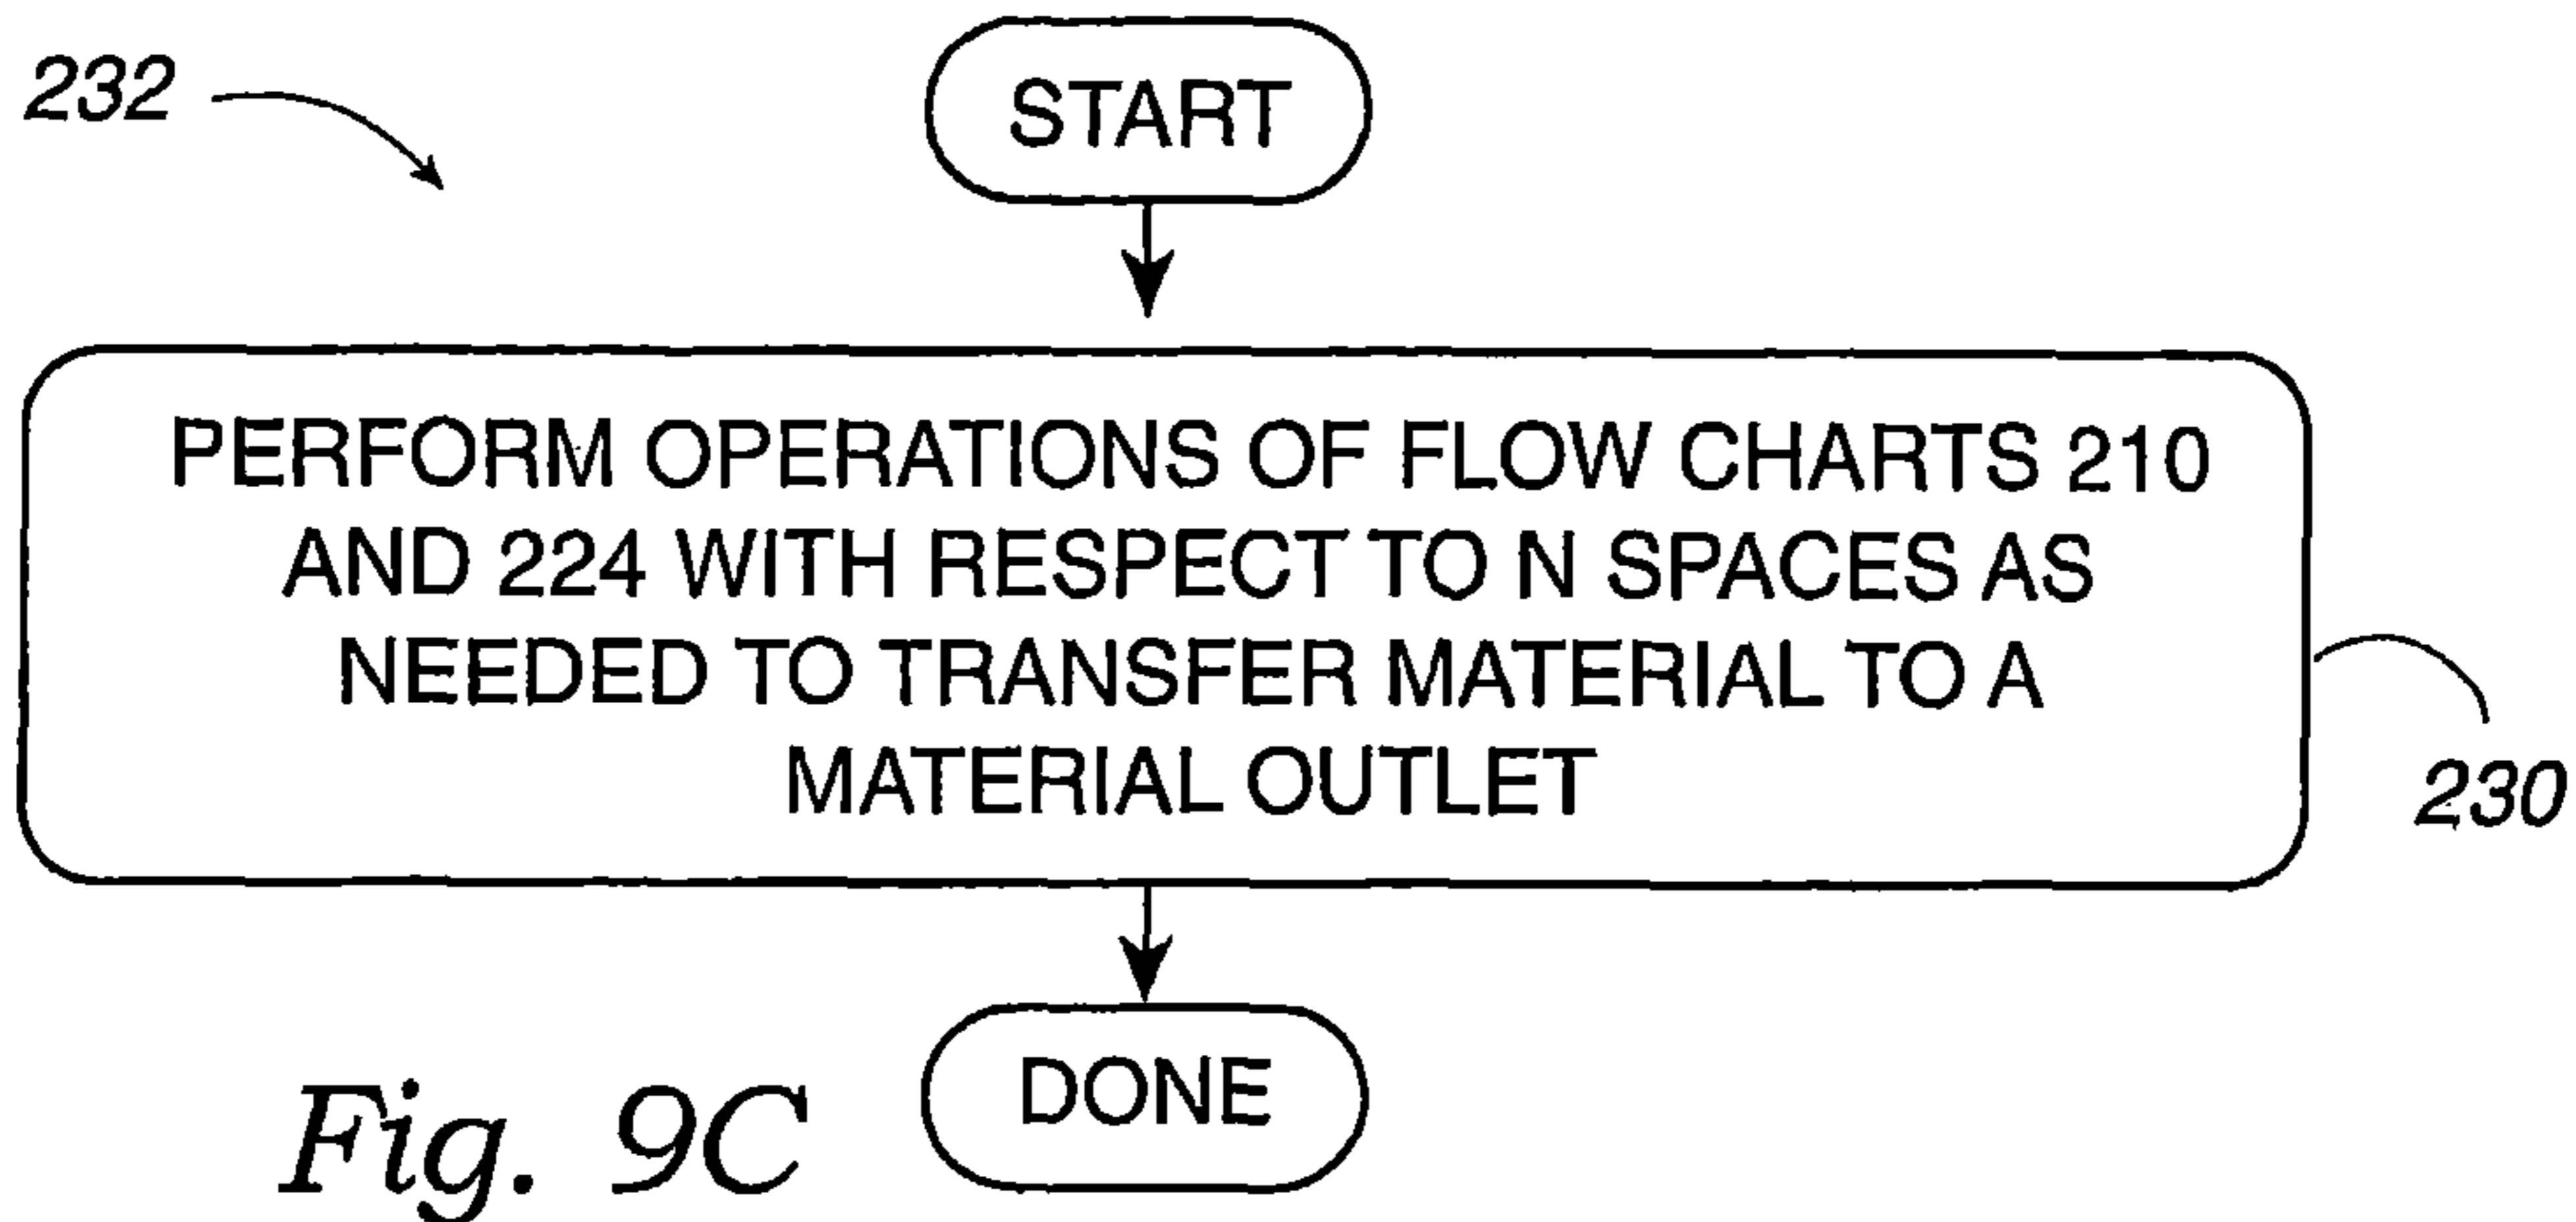 232
START
PERFORM OPERATIONS OF FLOW CHARTS 210
AND 224 WITH RESPECT TO N SPACES AS
NEEDED TO TRANSFER MATERIAL TO A
MATERIAL OUTLET
230
DONE
Fig. 9C